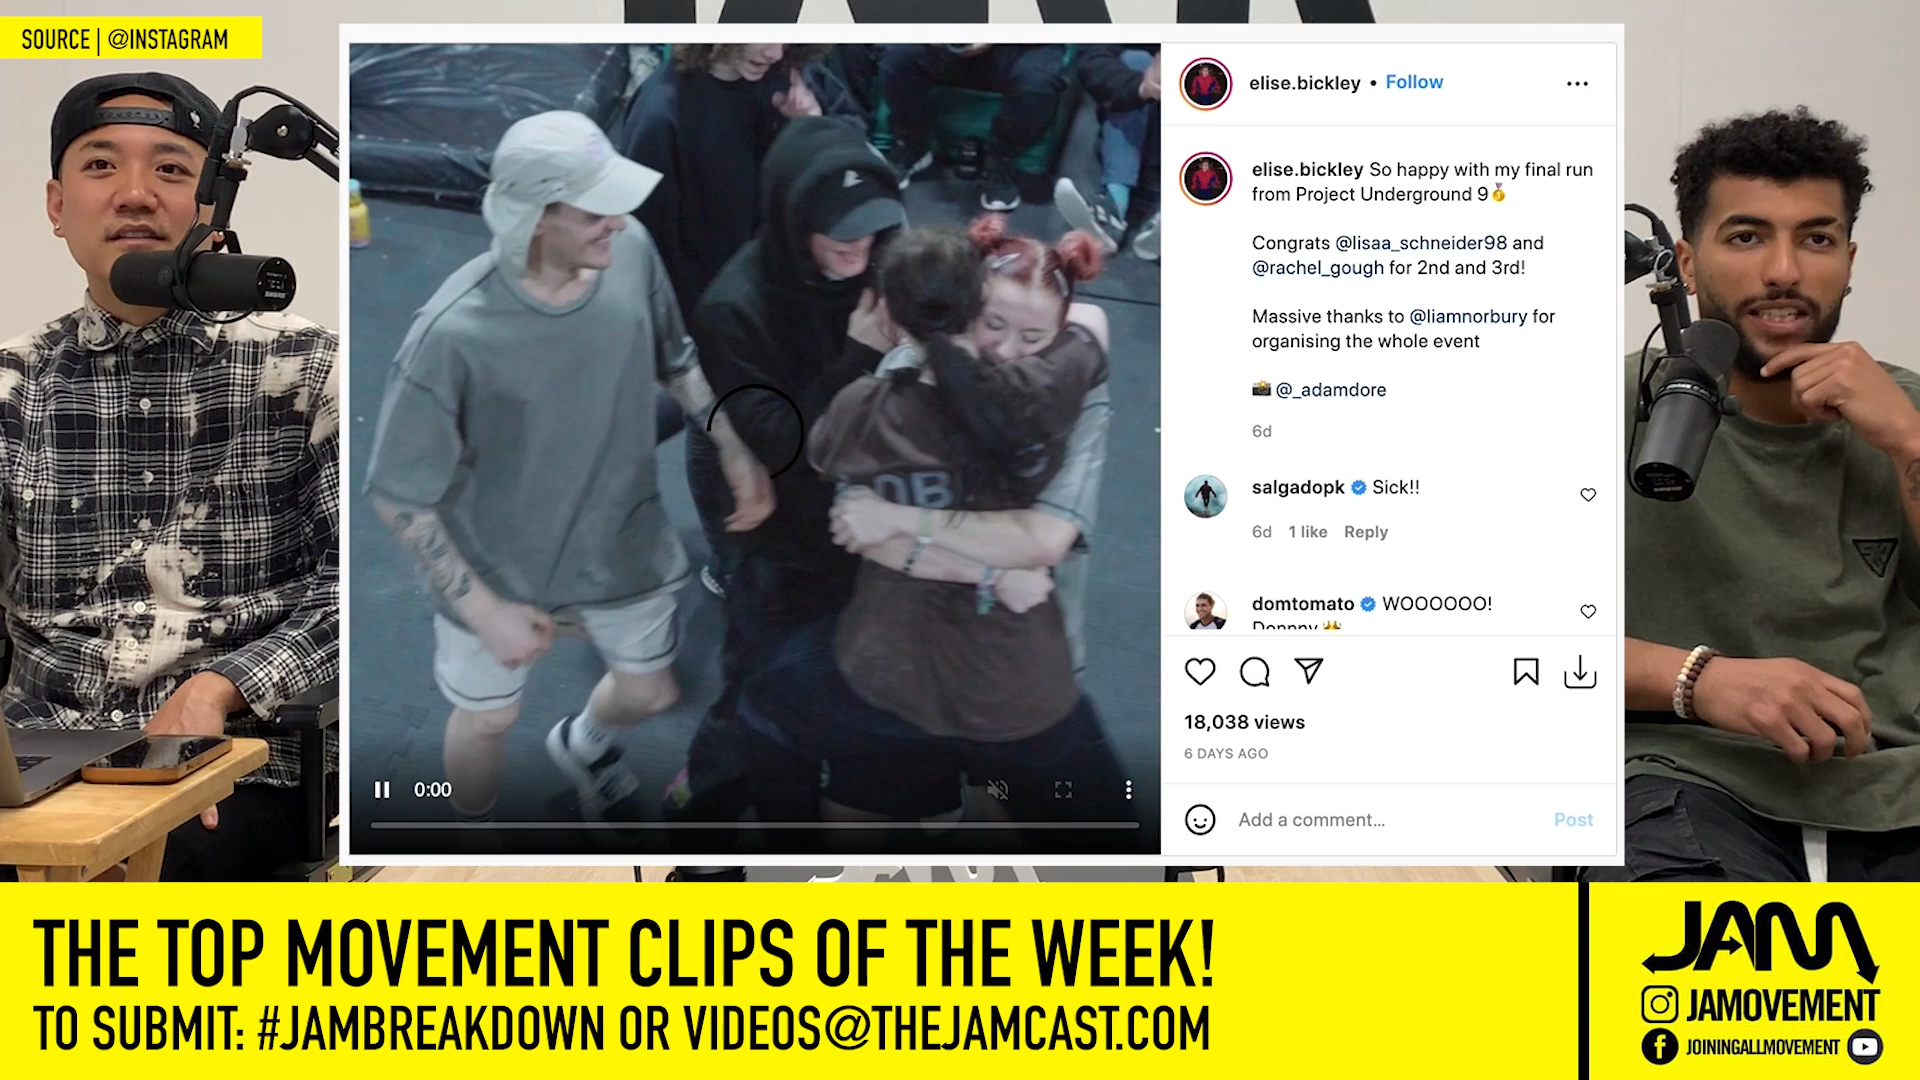 SOURCE | @INSTAGRAM
elise.bickley • Follow
elise.bickley So happy with my final run
from Project Underground 9🥇
Congrats @lisaa_schneider98 and
@rachel_gough for 2nd and 3rd!
Massive thanks to @liamnorbury for
organising the whole event
📸 @_adamdore
6d
salgadopk Sick!!
6d 1 like Reply
domtomato WOOOOOO!
Dennny 👑
18,038 views
6 DAYS AGO
0:00
Add a comment... Post
THE TOP MOVEMENT CLIPS OF THE WEEK!
TO SUBMIT: #JAMBREAKDOWN OR VIDEOS@THEJAMCAST.COM
JAM
JAMOVEMENT
JOININGALLMOVEMENT